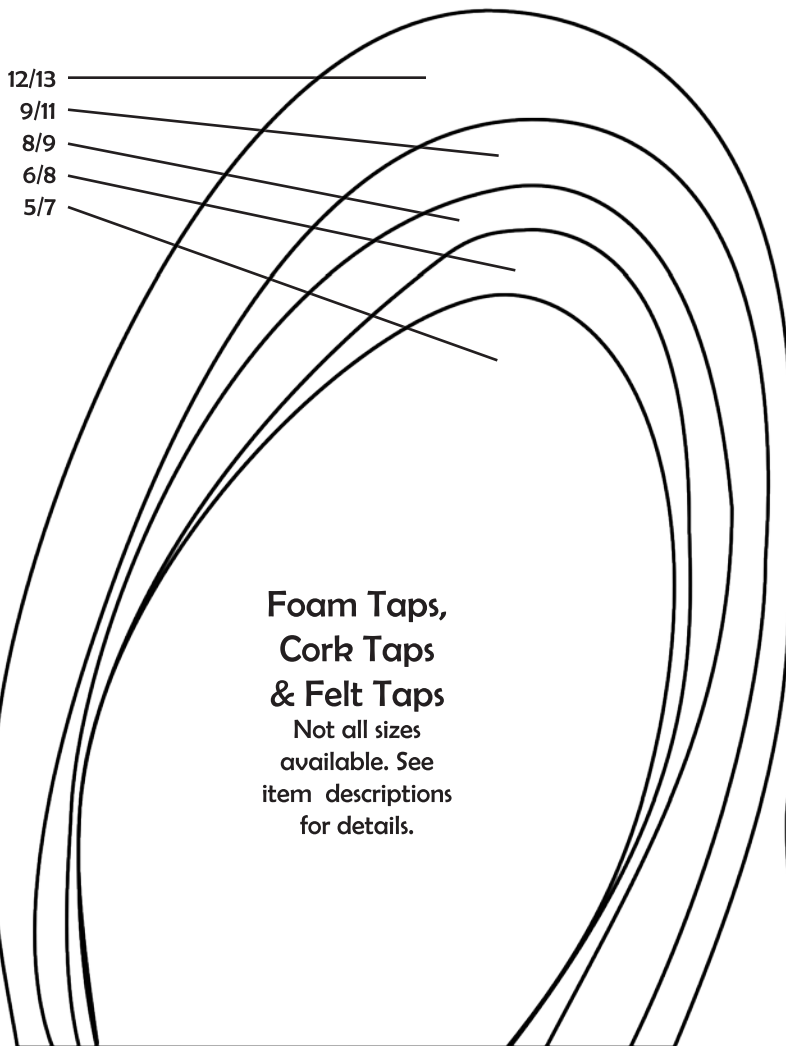 12/13
9/11
8/9
6/8
5/7
Foam Taps,
Cork Taps
& Felt Taps
Not all sizes
available. See
item descriptions
for details.